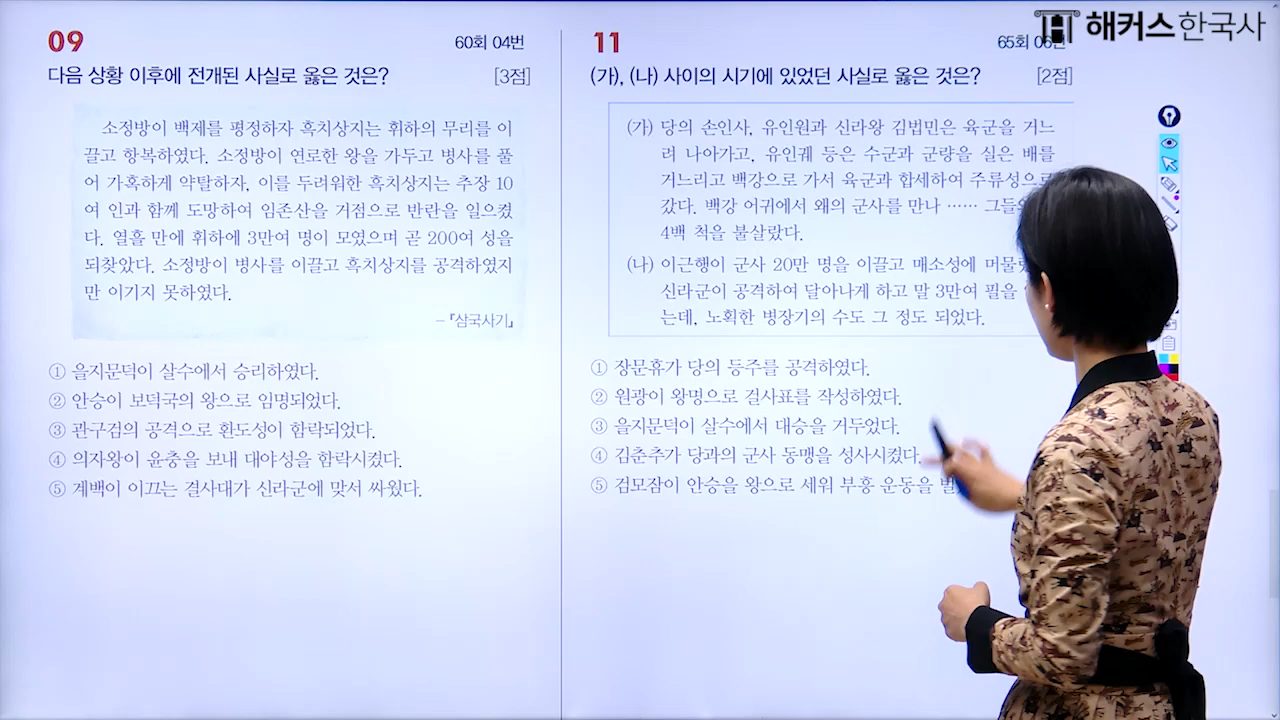 해커스한국사
09
60회 04번
다음 상황 이후에 전개된 사실로 옳은 것은?
[3점]
소정방이 백제를 평정하자 흑치상지는 휘하의 무리를 이
끌고 항복하였다. 소정방이 연로한 왕을 가두고 병사를 풀
어 가혹하게 약탈하자, 이를 두려워한 흑치상지는 추장 10
여 인과 함께 도망하여 임존산을 거점으로 반란을 일으켰
다. 열흘 만에 휘하에 3만여 명이 모였으며 곧 200여 성을
되찾았다. 소정방이 병사를 이끌고 흑치상지를 공격하였지
만 이기지 못하였다.
-『삼국사기』
① 을지문덕이 살수에서 승리하였다.
② 안승이 보덕국의 왕으로 임명되었다.
③ 관구검의 공격으로 환도성이 함락되었다.
④ 의자왕이 윤충을 보내 대야성을 함락시켰다.
⑤ 계백이 이끄는 결사대가 신라군에 맞서 싸웠다.
11
65회 06번
(가), (나) 사이의 시기에 있었던 사실로 옳은 것은?
[2점]
(가) 당의 손인사, 유인원과 신라왕 김법민은 육군을 거느
려 나아가고, 유인궤 등은 수군과 군량을 실은 배를
거느리고 백강으로 가서 육군과 합세하여 주류성으로
갔다. 백강 어귀에서 왜의 군사를 만나 …… 그들의
4백 척을 불살랐다.
(나) 이근행이 군사 20만 명을 이끌고 매소성에 머물
신라군이 공격하여 달아나게 하고 말 3만여 필을
는데, 노획한 병장기의 수도 그 정도 되었다.
① 장문휴가 당의 등주를 공격하였다.
② 원광이 왕명으로 걸사표를 작성하였다.
③ 을지문덕이 살수에서 대승을 거두었다.
④ 김춘추가 당과의 군사 동맹을 성사시켰다.
⑤ 검모잠이 안승을 왕으로 세워 부흥 운동을